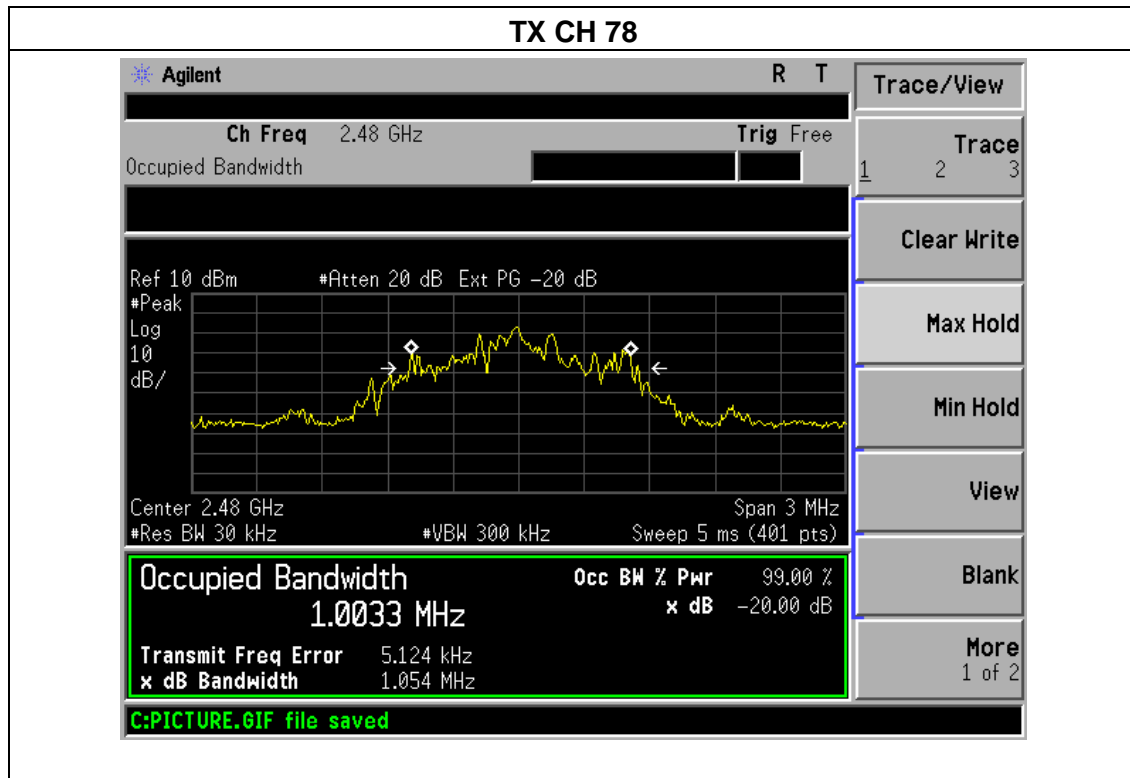 TX CH 78
Agilent R T
Trace/View
Ch Freq 2.48 GHz Trig Free
Occupied Bandwidth
Trace
1 2 3
Clear Write
Ref 10 dBm #Atten 20 dB Ext PG -20 dB
#Peak
Log
10
dB/
Max Hold
Min Hold
View
Center 2.48 GHz Span 3 MHz
#Res BW 30 kHz #VBW 300 kHz Sweep 5 ms (401 pts)
Occupied Bandwidth Occ BW % Pwr 99.00 %
1.0033 MHz x dB -20.00 dB
Blank
Transmit Freq Error 5.124 kHz
x dB Bandwidth 1.054 MHz
More
1 of 2
C:PICTURE.GIF file saved